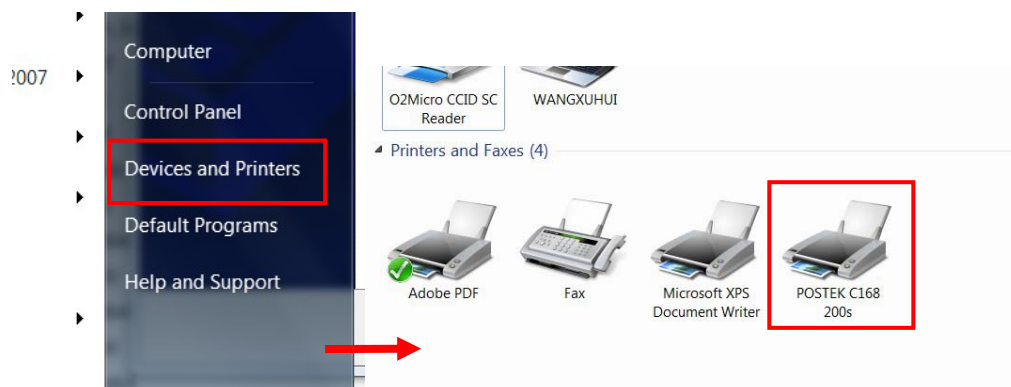 2007
Computer
Control Panel
Devices and Printers
Default Programs
Help and Support
O2Micro CCID SC
Reader
WANGXUHUI
Printers and Faxes (4)
Adobe PDF
Fax
Microsoft XPS
Document Writer
POSTEK C168
200s